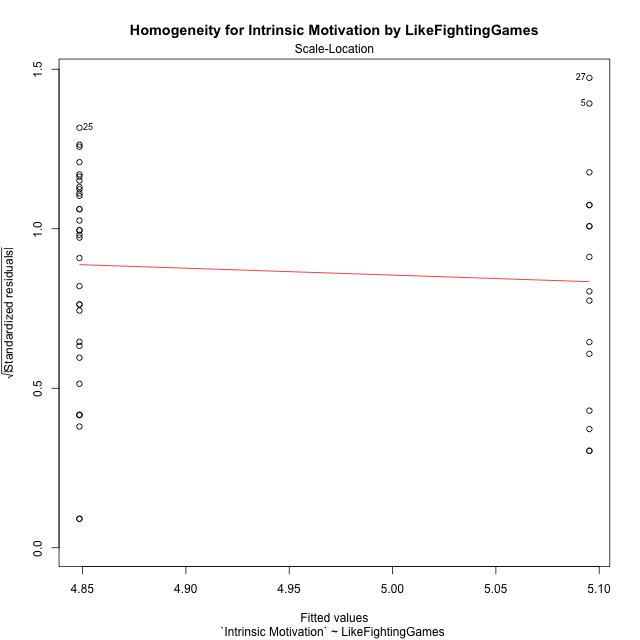 Homogeneity for Intrinsic Motivation by LikeFightingGames
Scale-Location
1.5
1.0
0.5
0.0
√|Standardized residuals|
27
5
25
4.85 4.90 4.95 5.00 5.05 5.10
Fitted values
`Intrinsic Motivation` ~ LikeFightingGames